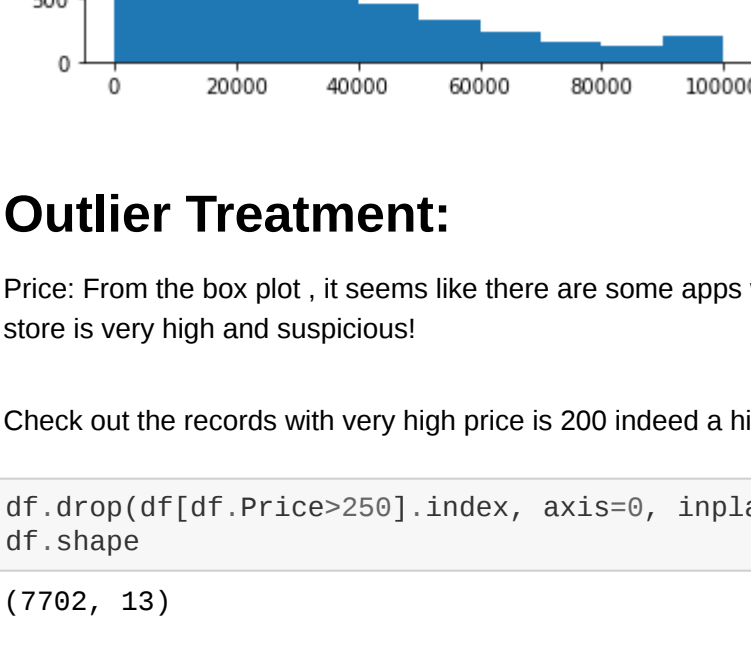 500
0
0 20000 40000 60000 80000 100000
Outlier Treatment:
Price: From the box plot , it seems like there are some apps
store is very high and suspicious!
Check out the records with very high price is 200 indeed a hi
df.drop(df[df.Price>250].index, axis=0, inpla
df.shape
(7702, 13)